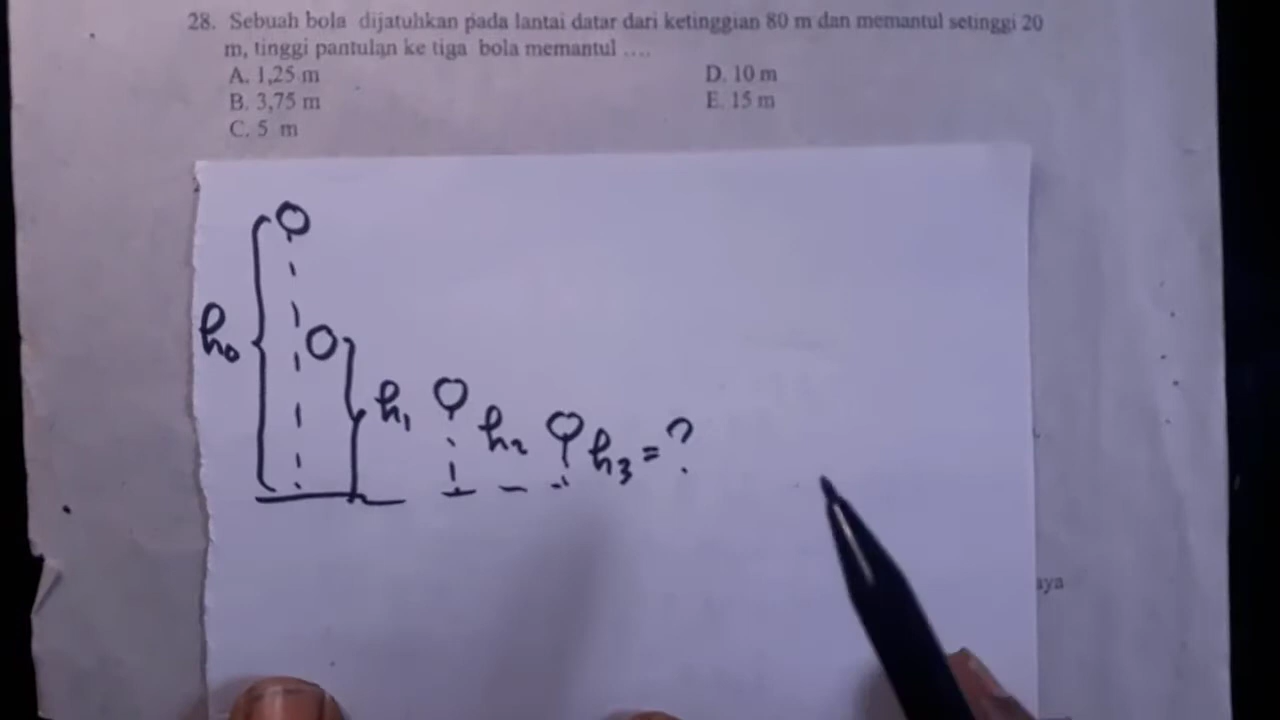 28. Sebuah bola dijatuhkan pada lantai datar dari ketinggian 80 m dan memantul setinggi 20
m, tinggi pantulan ke tiga bola memantul ....
A. 1,25 m
B. 3,75 m
C. 5 m
D. 10 m
E. 15 m
h₀
h₁
h₂
h₃ = ?
aya